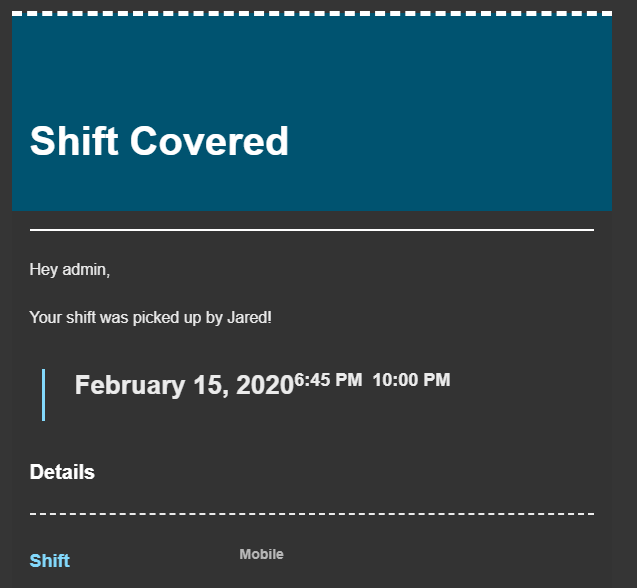 Shift Covered
Hey admin,
Your shift was picked up by Jared!
February 15, 2020 6:45 PM 10:00 PM
Details
Shift Mobile